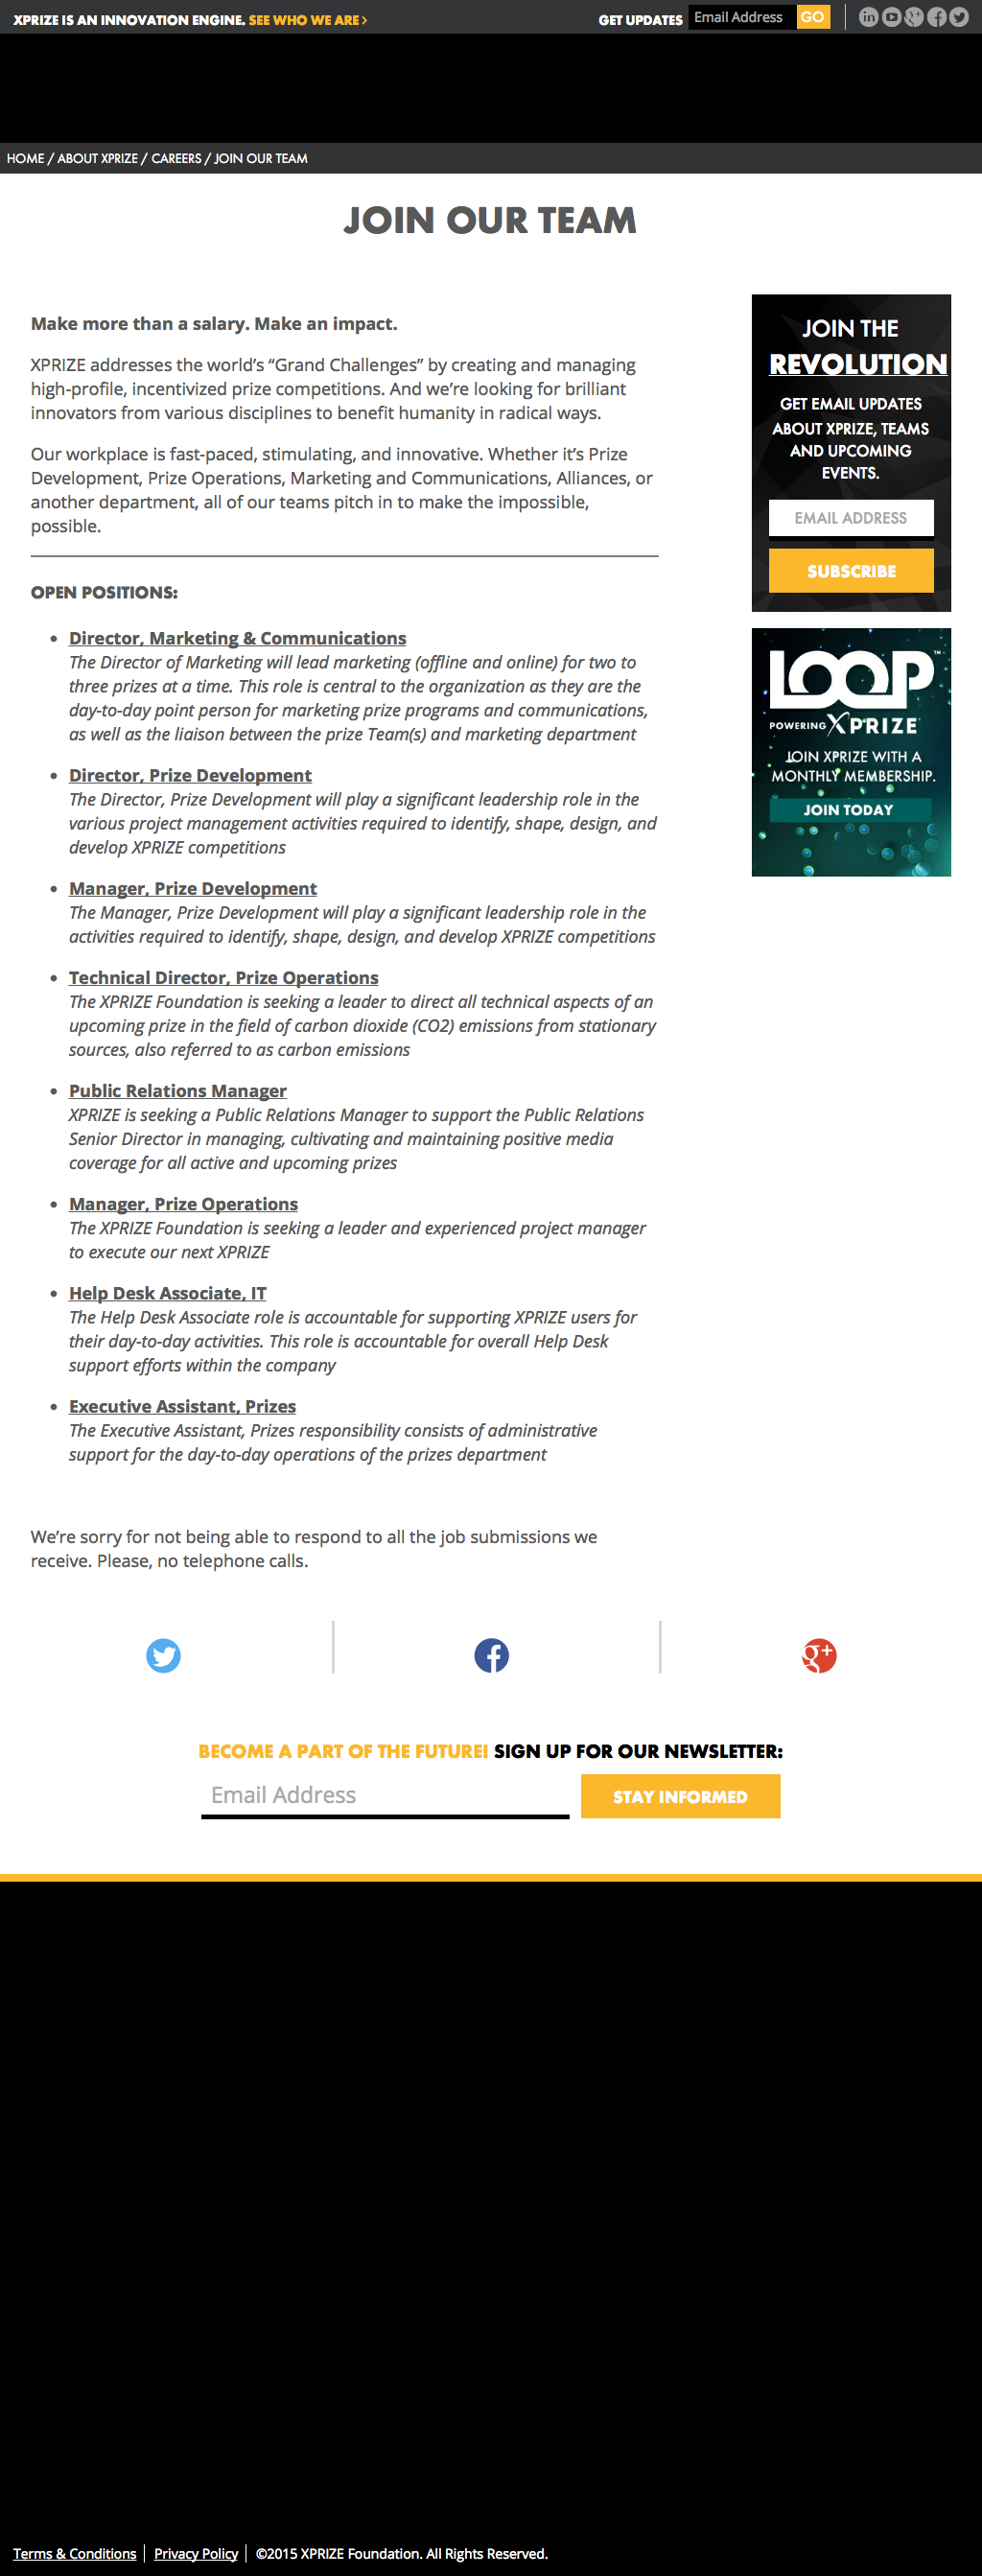 XPRIZE IS AN INNOVATION ENGINE. SEE WHO WE ARE >
GET UPDATES Email Address GO
HOME / ABOUT XPRIZE / CAREERS / JOIN OUR TEAM
JOIN OUR TEAM
Make more than a salary. Make an impact.
XPRIZE addresses the world’s “Grand Challenges” by creating and managing
high-profile, incentivized prize competitions. And we’re looking for brilliant
innovators from various disciplines to benefit humanity in radical ways.
Our workplace is fast-paced, stimulating, and innovative. Whether it’s Prize
Development, Prize Operations, Marketing and Communications, Alliances, or
another department, all of our teams pitch in to make the impossible,
possible.
OPEN POSITIONS:
• Director, Marketing & Communications
The Director of Marketing will lead marketing (offline and online) for two to
three prizes at a time. This role is central to the organization as they are the
day-to-day point person for marketing prize programs and communications,
as well as the liaison between the prize Team(s) and marketing department
• Director, Prize Development
The Director, Prize Development will play a significant leadership role in the
various project management activities required to identify, shape, design, and
develop XPRIZE competitions
• Manager, Prize Development
The Manager, Prize Development will play a significant leadership role in the
activities required to identify, shape, design, and develop XPRIZE competitions
• Technical Director, Prize Operations
The XPRIZE Foundation is seeking a leader to direct all technical aspects of an
upcoming prize in the field of carbon dioxide (CO2) emissions from stationary
sources, also referred to as carbon emissions
• Public Relations Manager
XPRIZE is seeking a Public Relations Manager to support the Public Relations
Senior Director in managing, cultivating and maintaining positive media
coverage for all active and upcoming prizes
• Manager, Prize Operations
The XPRIZE Foundation is seeking a leader and experienced project manager
to execute our next XPRIZE
• Help Desk Associate, IT
The Help Desk Associate role is accountable for supporting XPRIZE users for
their day-to-day activities. This role is accountable for overall Help Desk
support efforts within the company
• Executive Assistant, Prizes
The Executive Assistant, Prizes responsibility consists of administrative
support for the day-to-day operations of the prizes department
We’re sorry for not being able to respond to all the job submissions we
receive. Please, no telephone calls.
JOIN THE
REVOLUTION
GET EMAIL UPDATES
ABOUT XPRIZE, TEAMS
AND UPCOMING
EVENTS.
EMAIL ADDRESS
SUBSCRIBE
LOOP™
POWERING XPRIZE
JOIN XPRIZE WITH A
MONTHLY MEMBERSHIP.
JOIN TODAY
BECOME A PART OF THE FUTURE! SIGN UP FOR OUR NEWSLETTER:
Email Address STAY INFORMED
Terms & Conditions | Privacy Policy | ©2015 XPRIZE Foundation. All Rights Reserved.